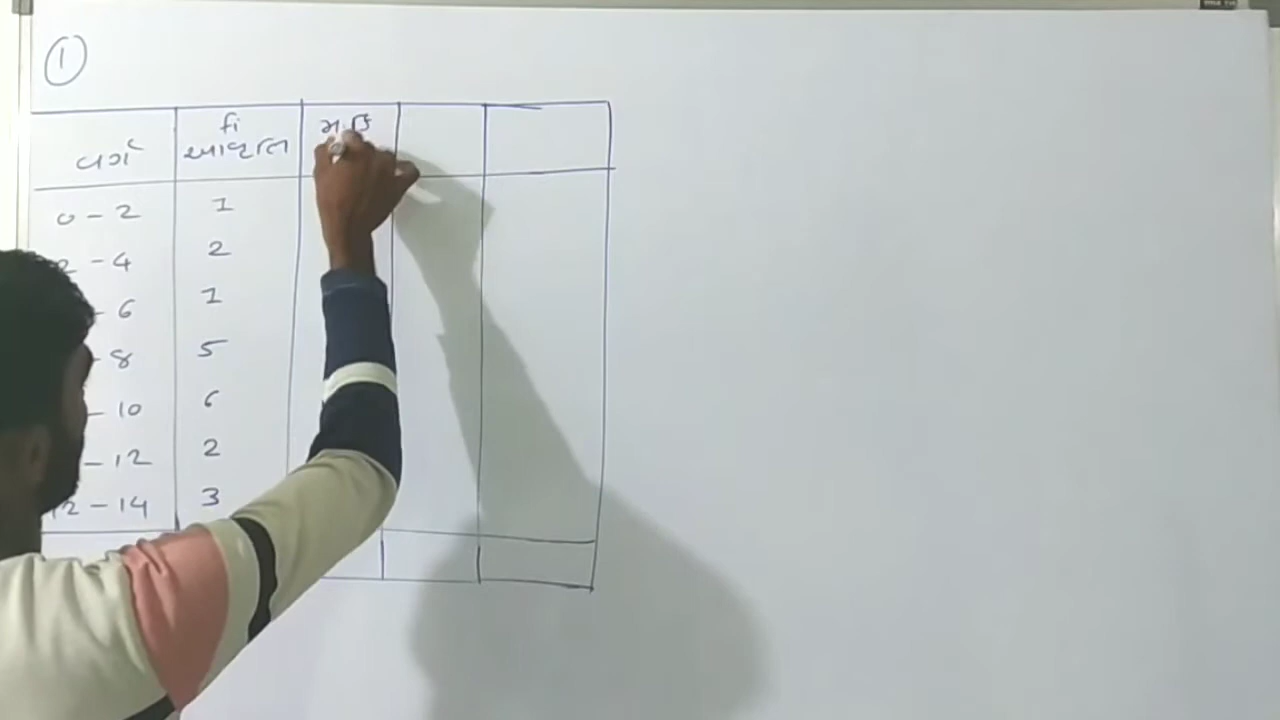 1
fi
વર્ગ આવૃત્તિ
0 - 2 1
2 - 4 2
- 6 1
- 8 5
- 10 6
- 12 2
12 - 14 3